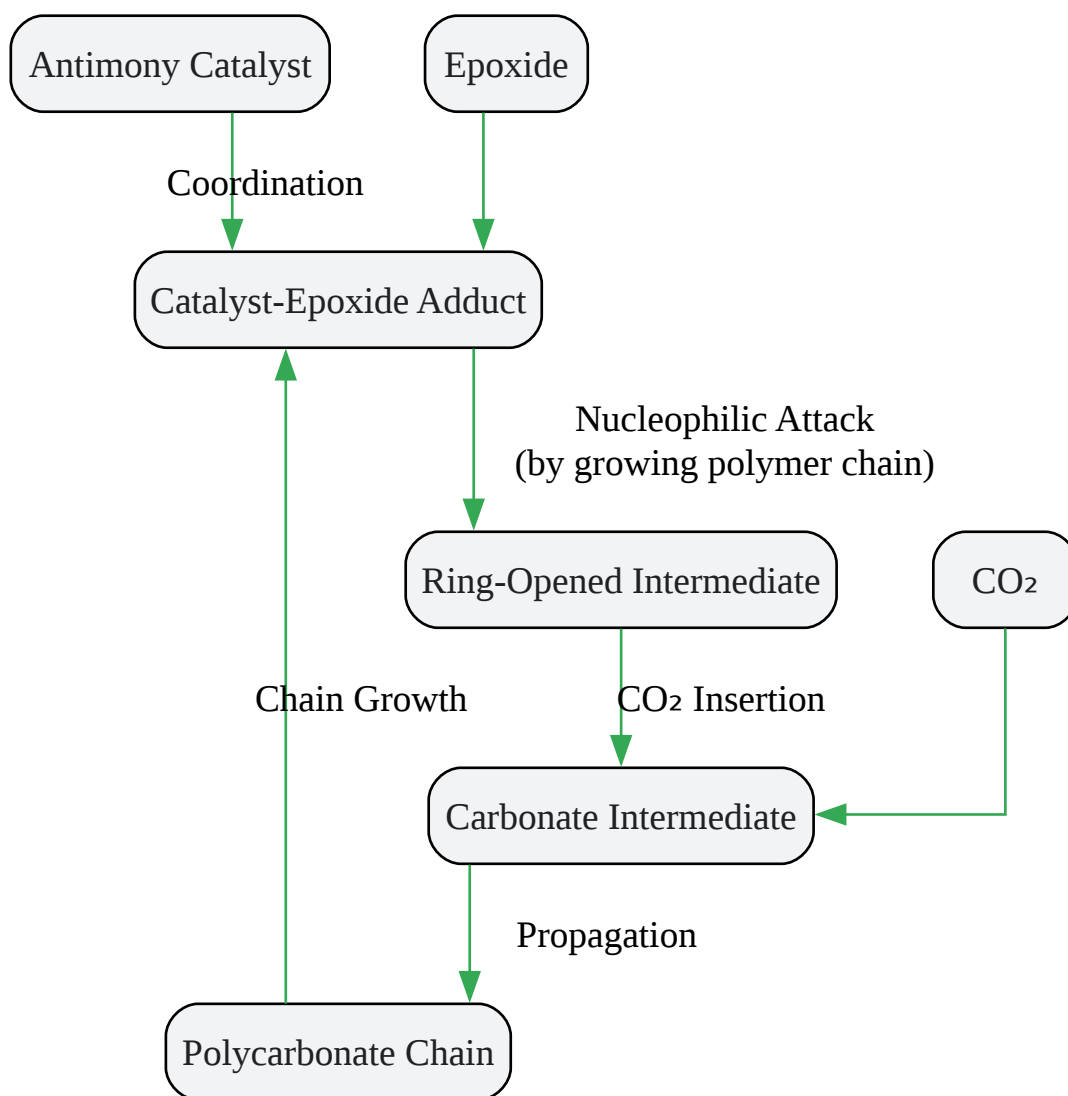 Antimony Catalyst
Epoxide
Coordination
Catalyst-Epoxide Adduct
Nucleophilic Attack
(by growing polymer chain)
Ring-Opened Intermediate
CO₂
Chain Growth
CO₂ Insertion
Carbonate Intermediate
Propagation
Polycarbonate Chain